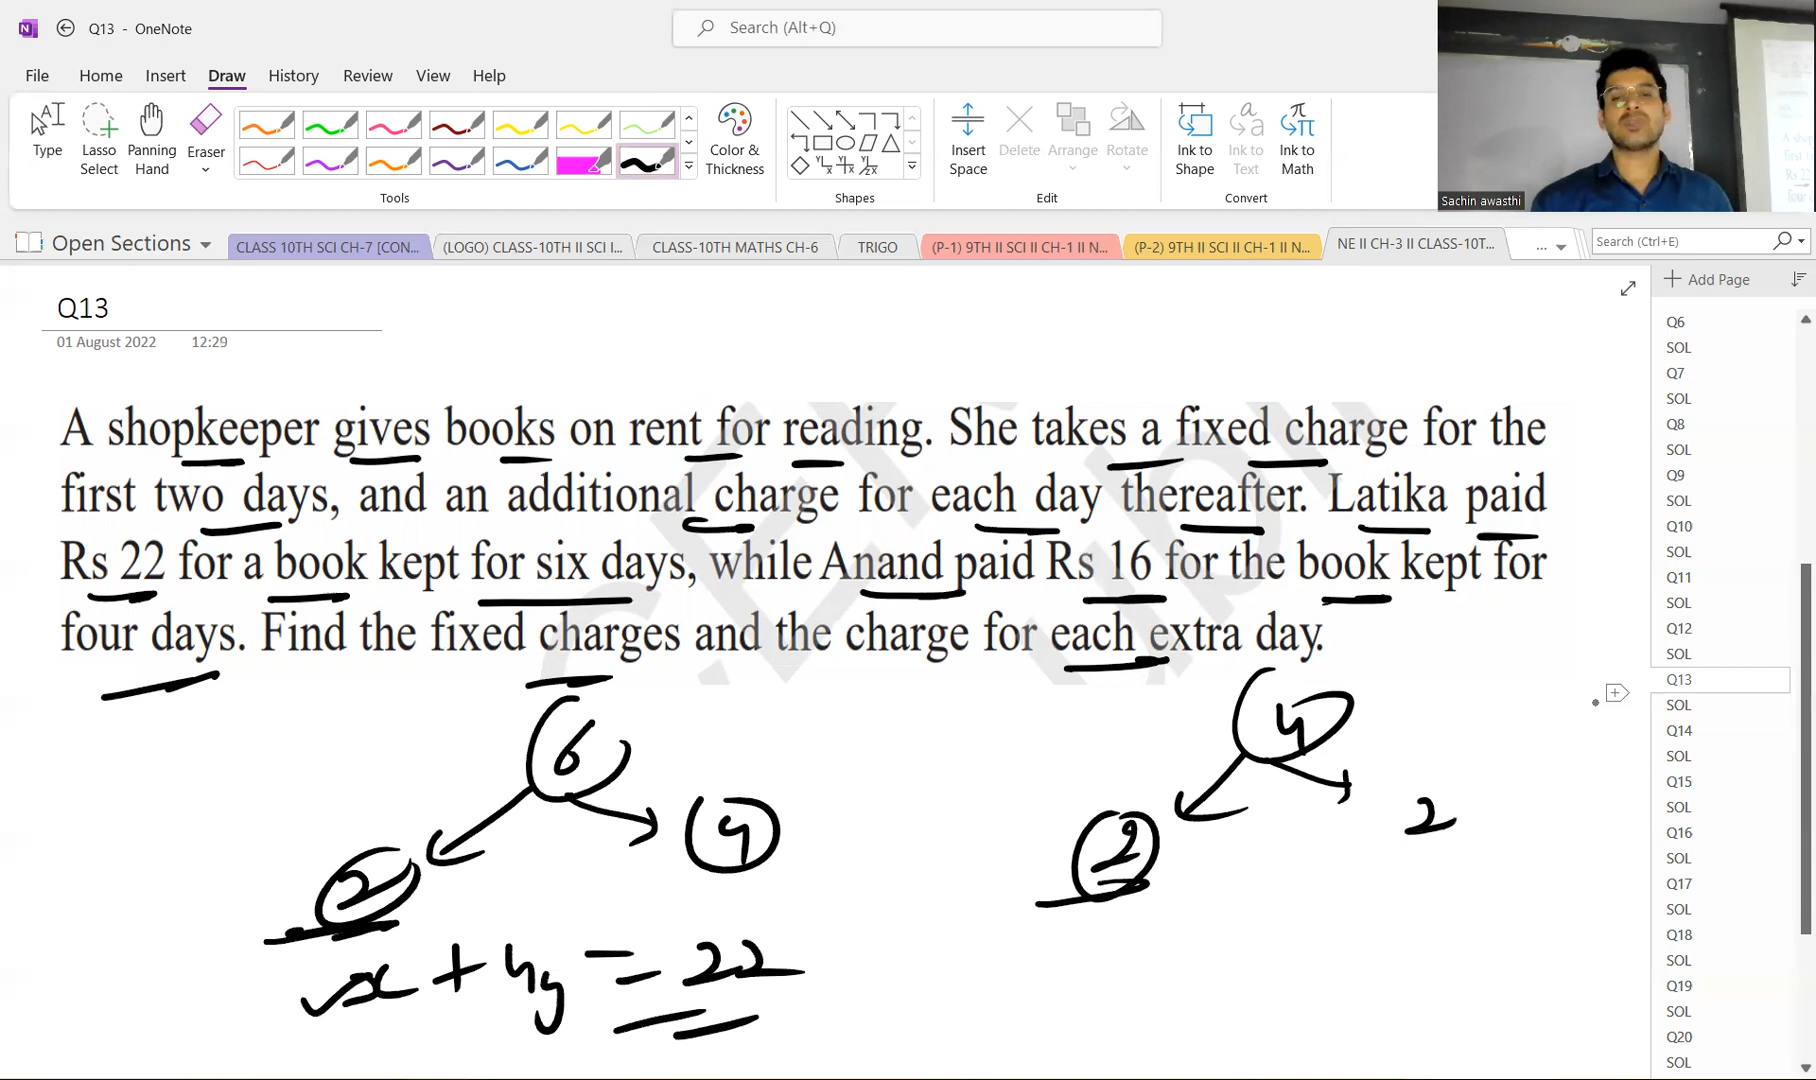 Q13 - OneNote
Search (Alt+Q)
File Home Insert Draw History Review View Help
Type
Lasso Select
Panning Hand
Eraser
Color & Thickness
Insert Space
Delete
Arrange
Rotate
Ink to Shape
Ink to Text
Ink to Math
Tools
Shapes
Edit
Convert
Sachin awasthi
Open Sections
CLASS 10TH SCI CH-7 [CON...
(LOGO) CLASS-10TH II SCI I...
CLASS-10TH MATHS CH-6
TRIGO
(P-1) 9TH II SCI II CH-1 II N...
(P-2) 9TH II SCI II CH-1 II N...
NE II CH-3 II CLASS-10T...
...
Search (Ctrl+E)
Add Page
Q13
01 August 2022 12:29
A shopkeeper gives books on rent for reading. She takes a fixed charge for the
first two days, and an additional charge for each day thereafter. Latika paid
Rs 22 for a book kept for six days, while Anand paid Rs 16 for the book kept for
four days. Find the fixed charges and the charge for each extra day.
6
4
2
x + 4y = 22
4
2
2
Q6
SOL
Q7
SOL
Q8
SOL
Q9
SOL
Q10
SOL
Q11
SOL
Q12
SOL
Q13
SOL
Q14
SOL
Q15
SOL
Q16
SOL
Q17
SOL
Q18
SOL
Q19
SOL
Q20
SOL